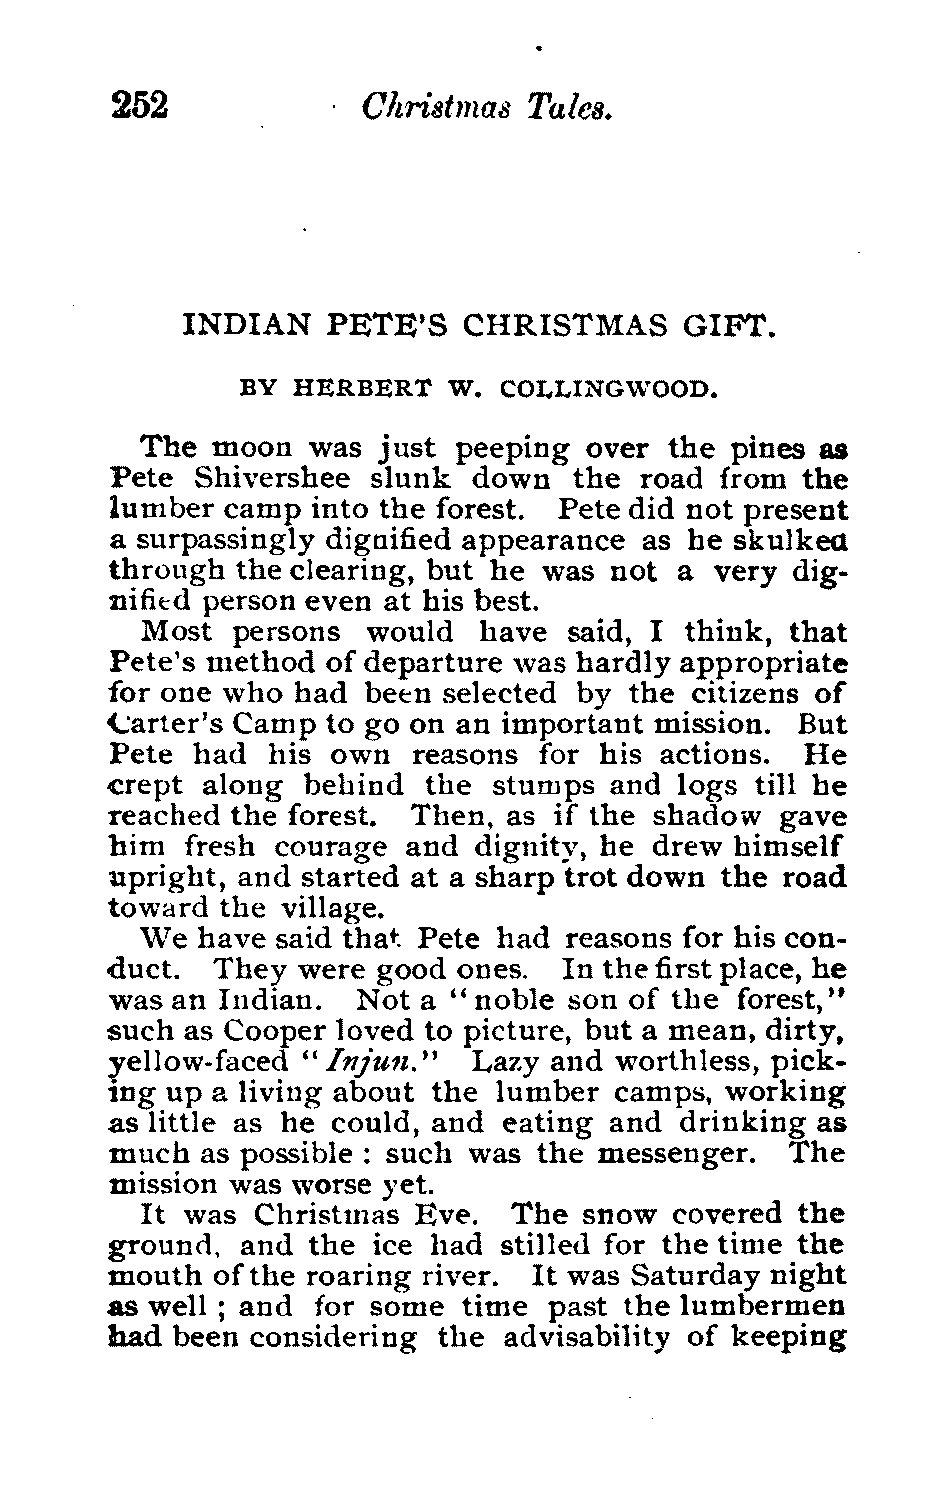 252 Christmas Tales.
INDIAN PETE'S CHRISTMAS GIFT.
BY HERBERT W. COLLINGWOOD.
The moon was just peeping over the pines as
Pete Shivershee slunk down the road from the
lumber camp into the forest. Pete did not present
a surpassingly dignified appearance as he skulked
through the clearing, but he was not a very dig-
nified person even at his best.
Most persons would have said, I think, that
Pete's method of departure was hardly appropriate
for one who had been selected by the citizens of
Carter's Camp to go on an important mission. But
Pete had his own reasons for his actions. He
crept along behind the stumps and logs till he
reached the forest. Then, as if the shadow gave
him fresh courage and dignity, he drew himself
upright, and started at a sharp trot down the road
toward the village.
We have said that Pete had reasons for his con-
duct. They were good ones. In the first place, he
was an Indian. Not a "noble son of the forest,"
such as Cooper loved to picture, but a mean, dirty,
yellow-faced "Injun." Lazy and worthless, pick-
ing up a living about the lumber camps, working
as little as he could, and eating and drinking as
much as possible : such was the messenger. The
mission was worse yet.
It was Christmas Eve. The snow covered the
ground, and the ice had stilled for the time the
mouth of the roaring river. It was Saturday night
as well ; and for some time past the lumbermen
had been considering the advisability of keeping